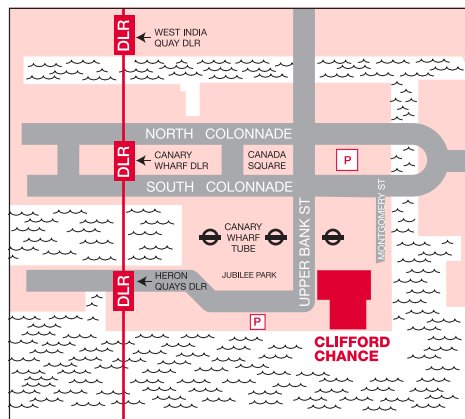 DLR
WEST INDIA
QUAY DLR
NORTH COLONNADE
DLR
CANARY
WHARF DLR
CANADA
SQUARE
P
SOUTH COLONNADE
MONTGOMERY ST
UPPER BANK ST
CANARY
WHARF
TUBE
DLR
HERON
QUAYS DLR
JUBILEE PARK
P
CLIFFORD
CHANCE